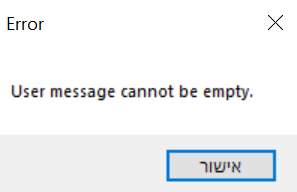 Error
User message cannot be empty.
אישור